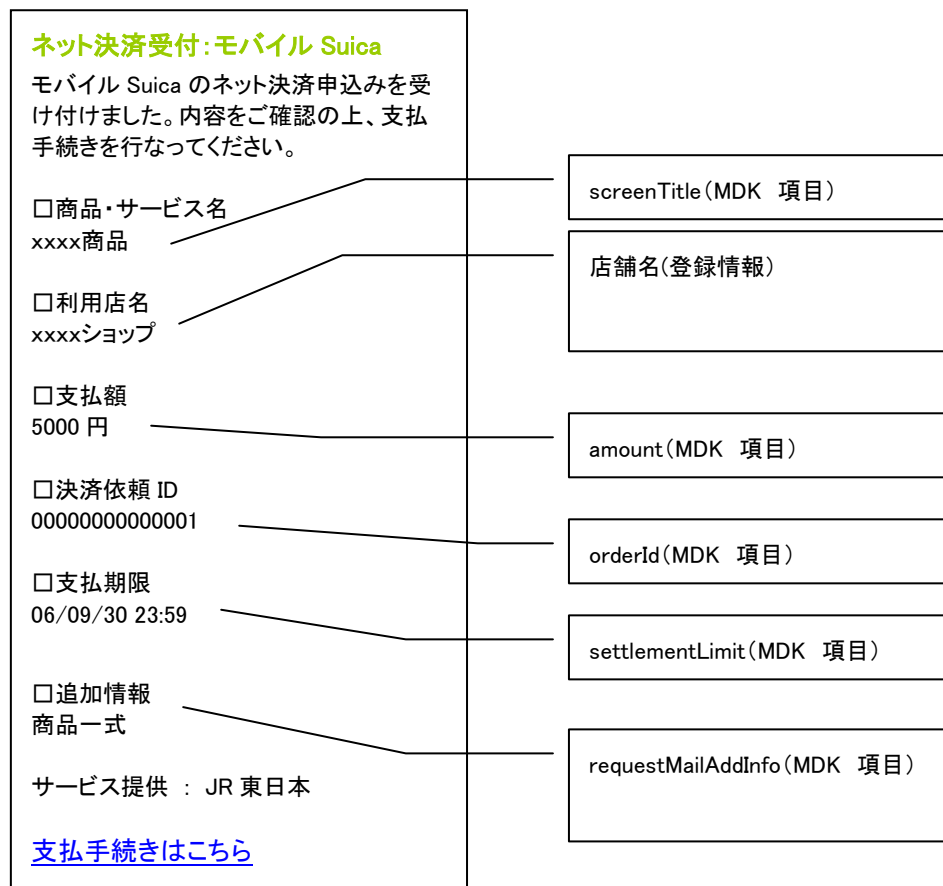 ネット決済受付：モバイル Suica
モバイル Suica のネット決済申込みを受
け付けました。内容をご確認の上、支払
手続きを行なってください。
□商品・サービス名
xxxx商品
□利用店名
xxxxショップ
□支払額
5000 円
□決済依頼 ID
00000000000001
□支払期限
06/09/30 23:59
□追加情報
商品一式
サービス提供 ： JR 東日本
支払手続きはこちら
screenTitle（MDK 項目）
店舗名(登録情報）
amount（MDK 項目）
orderId（MDK 項目）
settlementLimit（MDK 項目）
requestMailAddInfo（MDK 項目）